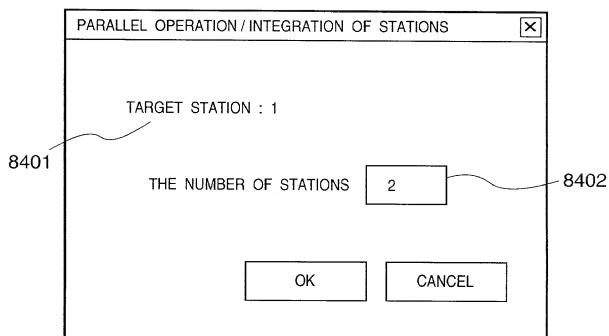 PARALLEL OPERATION / INTEGRATION OF STATIONS
TARGET STATION : 1
8401
THE NUMBER OF STATIONS 2
8402
OK CANCEL